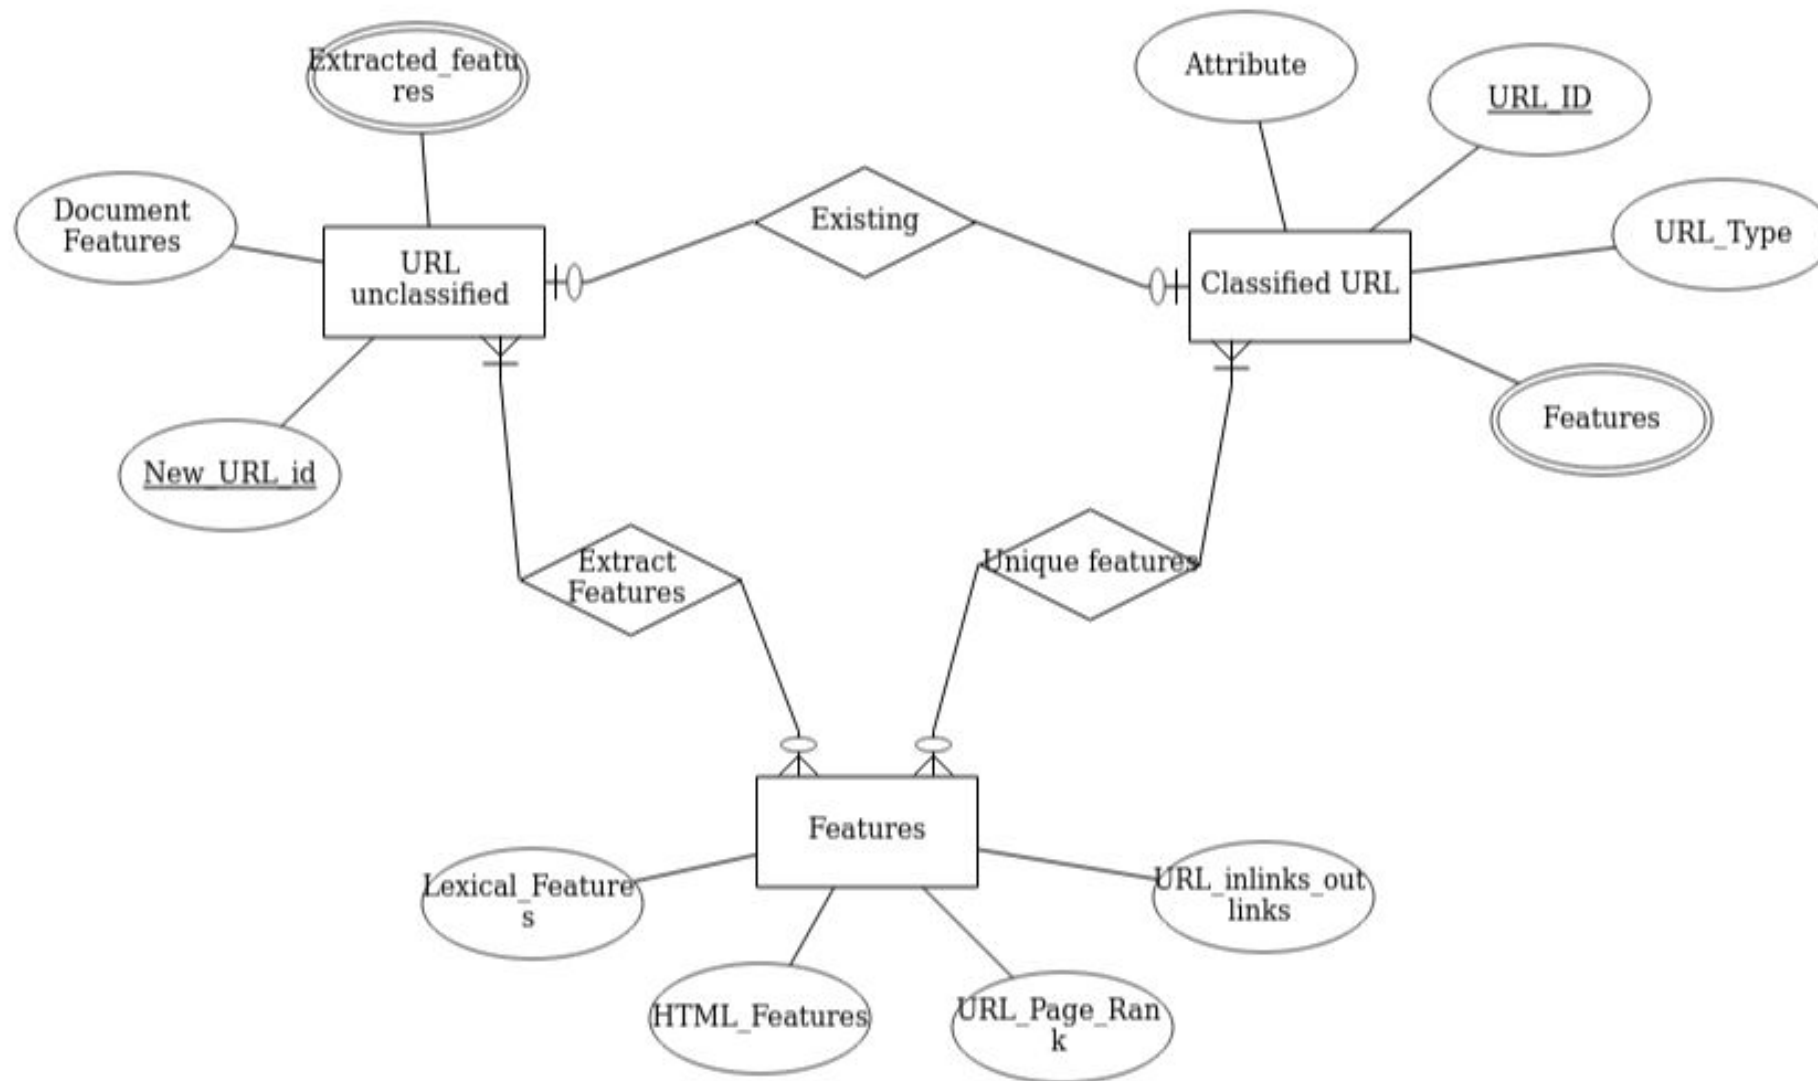 Extracted_featu
res
Attribute
URL_ID
Document
Features
URL
unclassified
Existing
Classified URL
URL_Type
Features
New_URL_id
Extract
Features
Unique features
Features
Lexical_Feature
s
URL_inlinks_out
links
HTML_Features
URL_Page_Ran
k